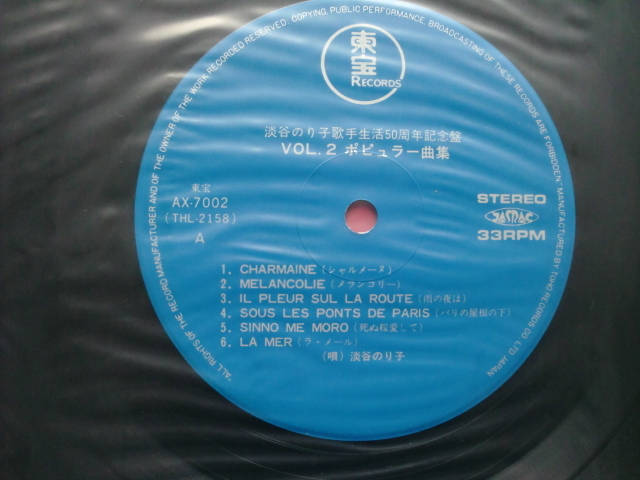 東宝
RECORDS
淡谷のり子歌手生活50周年記念盤
VOL. 2 ポピュラー曲集
東宝
AX-7002
(THL-2158)
A
STEREO
JASRAC
33RPM
1. CHARMAINE (シャルメーヌ)
2. MELANCOLIE (メランコリー)
3. IL PLEUR SUL LA ROUTE (雨の夜は)
4. SOUS LES PONTS DE PARIS (パリの屋根の下)
5. SINNO ME MORO (死ぬ程愛して)
6. LA MER (ラ・メール)
(唄) 淡谷のり子
"ALL RIGHTS OF THE RECORD MANUFACTURER AND OF THE OWNER OF THE WORK RECORDED RESERVED. COPYING, PUBLIC PERFORMANCE, BROADCASTING OF THESE RECORDS ARE FORBIDDEN." MANUFACTURED BY TOHO RECORDS CO. LTD. JAPAN